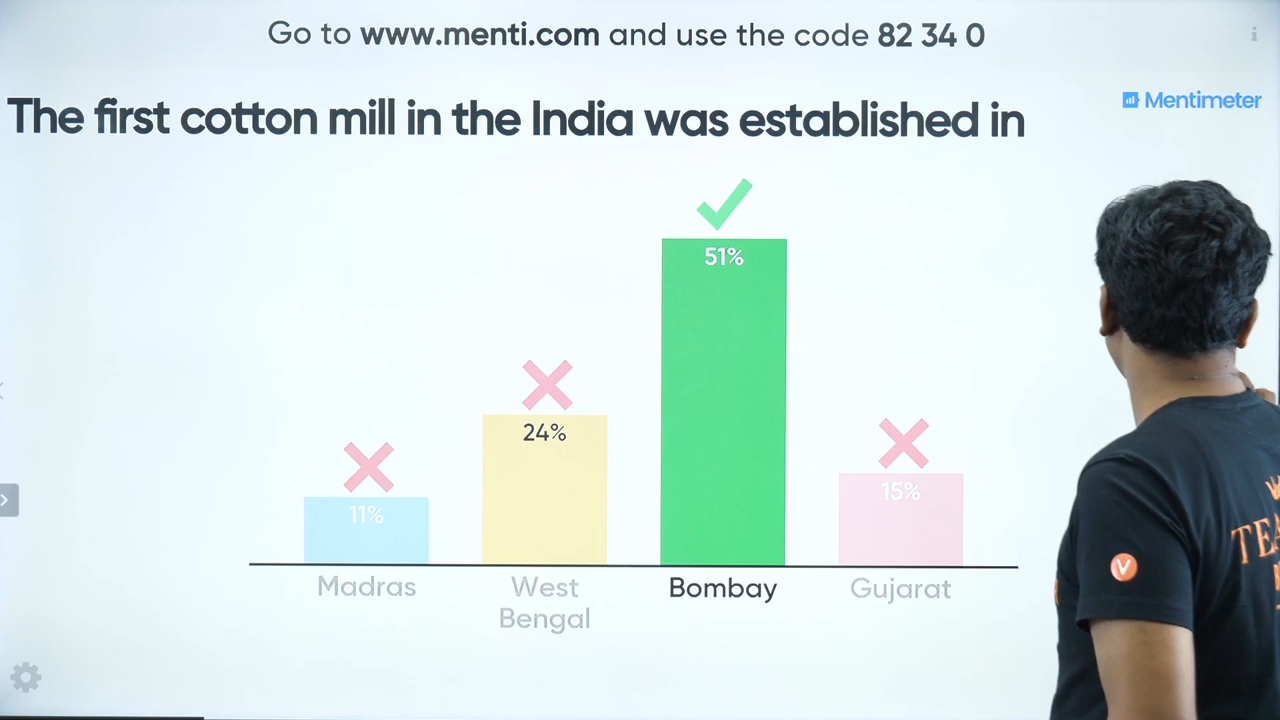 Go to www.menti.com and use the code 82 34 0
i
Mentimeter
The first cotton mill in the India was established in
51%
24%
15%
11%
Madras
West
Bengal
Bombay
Gujarat
V